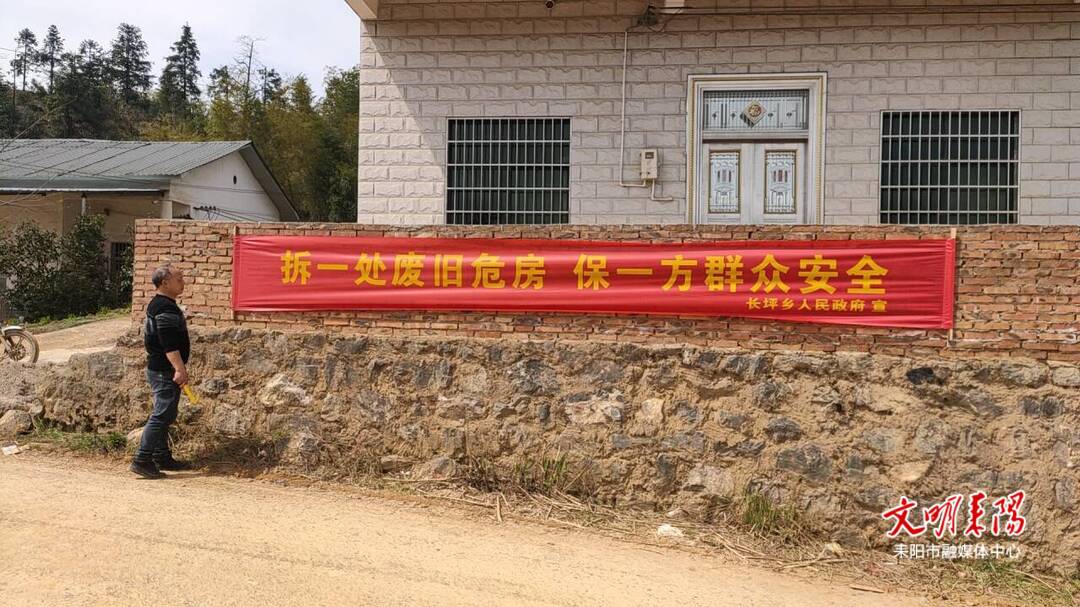 拆一处废旧危房 保一方群众安全
长坪乡人民政府 宣
文明耒阳
耒阳市融媒体中心